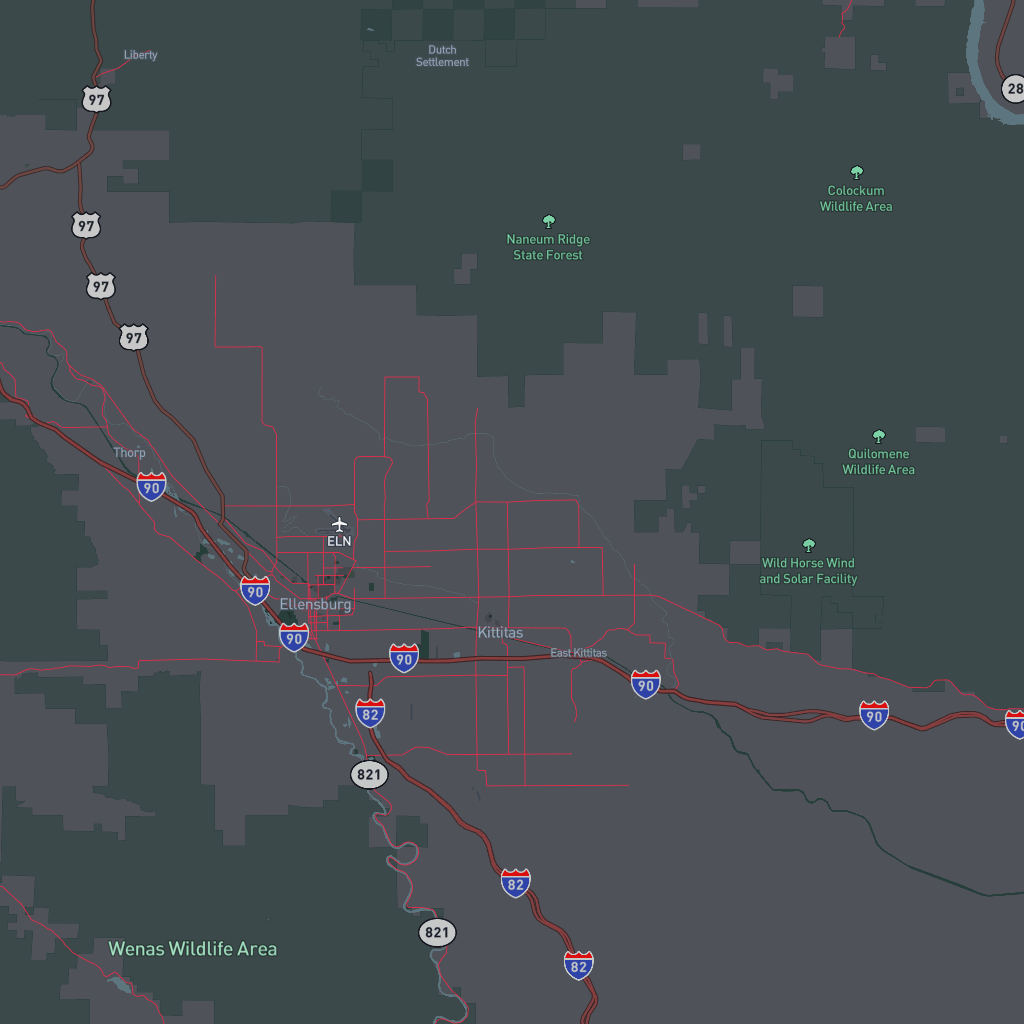 Liberty
Dutch
Settlement
97
28
Colockum
Wildlife Area
97
Naneum Ridge
State Forest
97
97
Thorp
Quilomene
Wildlife Area
90
ELN
Wild Horse Wind
and Solar Facility
90
Ellensburg
90
Kittitas
90
East Kittitas
90
82
90
90
821
82
821
Wenas Wildlife Area
82